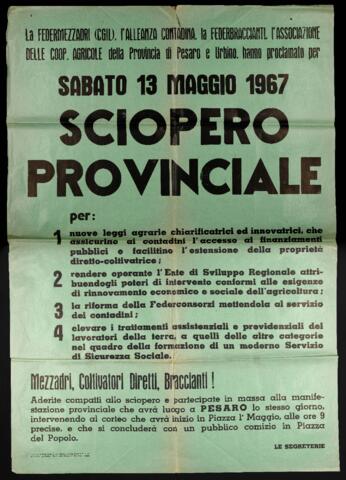 La FEDERMEZZADRI (CGIL), l'ALLEANZA CONTADINA, la FEDERBRACCIANTI, l'ASSOCIAZIONE
DELLE COOP. AGRICOLE della Provincia di Pesaro e Urbino, hanno proclamato per
SABATO 13 MAGGIO 1967
SCIOPERO
PROVINCIALE
per:
1 nuove leggi agrarie chiarificatrici ed innovatrici, che
assicurino ai contadini l'accesso ai finanziamenti
pubblici e facilitino l'estensione della proprietà
diretto-coltivatrice;
2 rendere operante l'Ente di Sviluppo Regionale attri-
buendogli poteri di intervento conformi alle esigenze
di rinnovamento economico e sociale dell'agricoltura;
3 la riforma della Federconsorzi mettendola al servizio
dei contadini;
4 elevare i trattamenti assistenziali e previdenziali dei
lavoratori della terra, a quelli delle altre categorie
nel quadro della formazione di un moderno Servizio
di Sicurezza Sociale.
Mezzadri, Coltivatori Diretti, Braccianti!
Aderite compatti allo sciopero e partecipate in massa alla manife-
stazione provinciale che avrà luogo a PESARO lo stesso giorno,
intervenendo al corteo che avrà inizio in Piazza I° Maggio, alle ore 9
precise, e che si concluderà con un pubblico comizio in Piazza
del Popolo.
LE SEGRETERIE